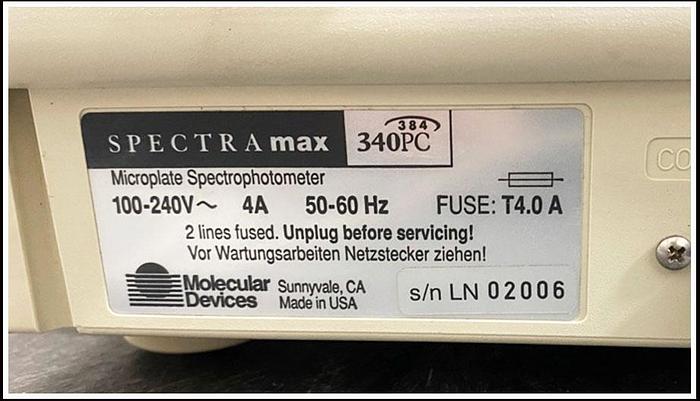 SPECTRAmax 340PC 384
Microplate Spectrophotometer
100-240V~ 4A 50-60 Hz FUSE: T4.0 A
2 lines fused. Unplug before servicing!
Vor Wartungsarbeiten Netzstecker ziehen!
Molecular Devices
Sunnyvale, CA
Made in USA
s/n LN 02006
CO